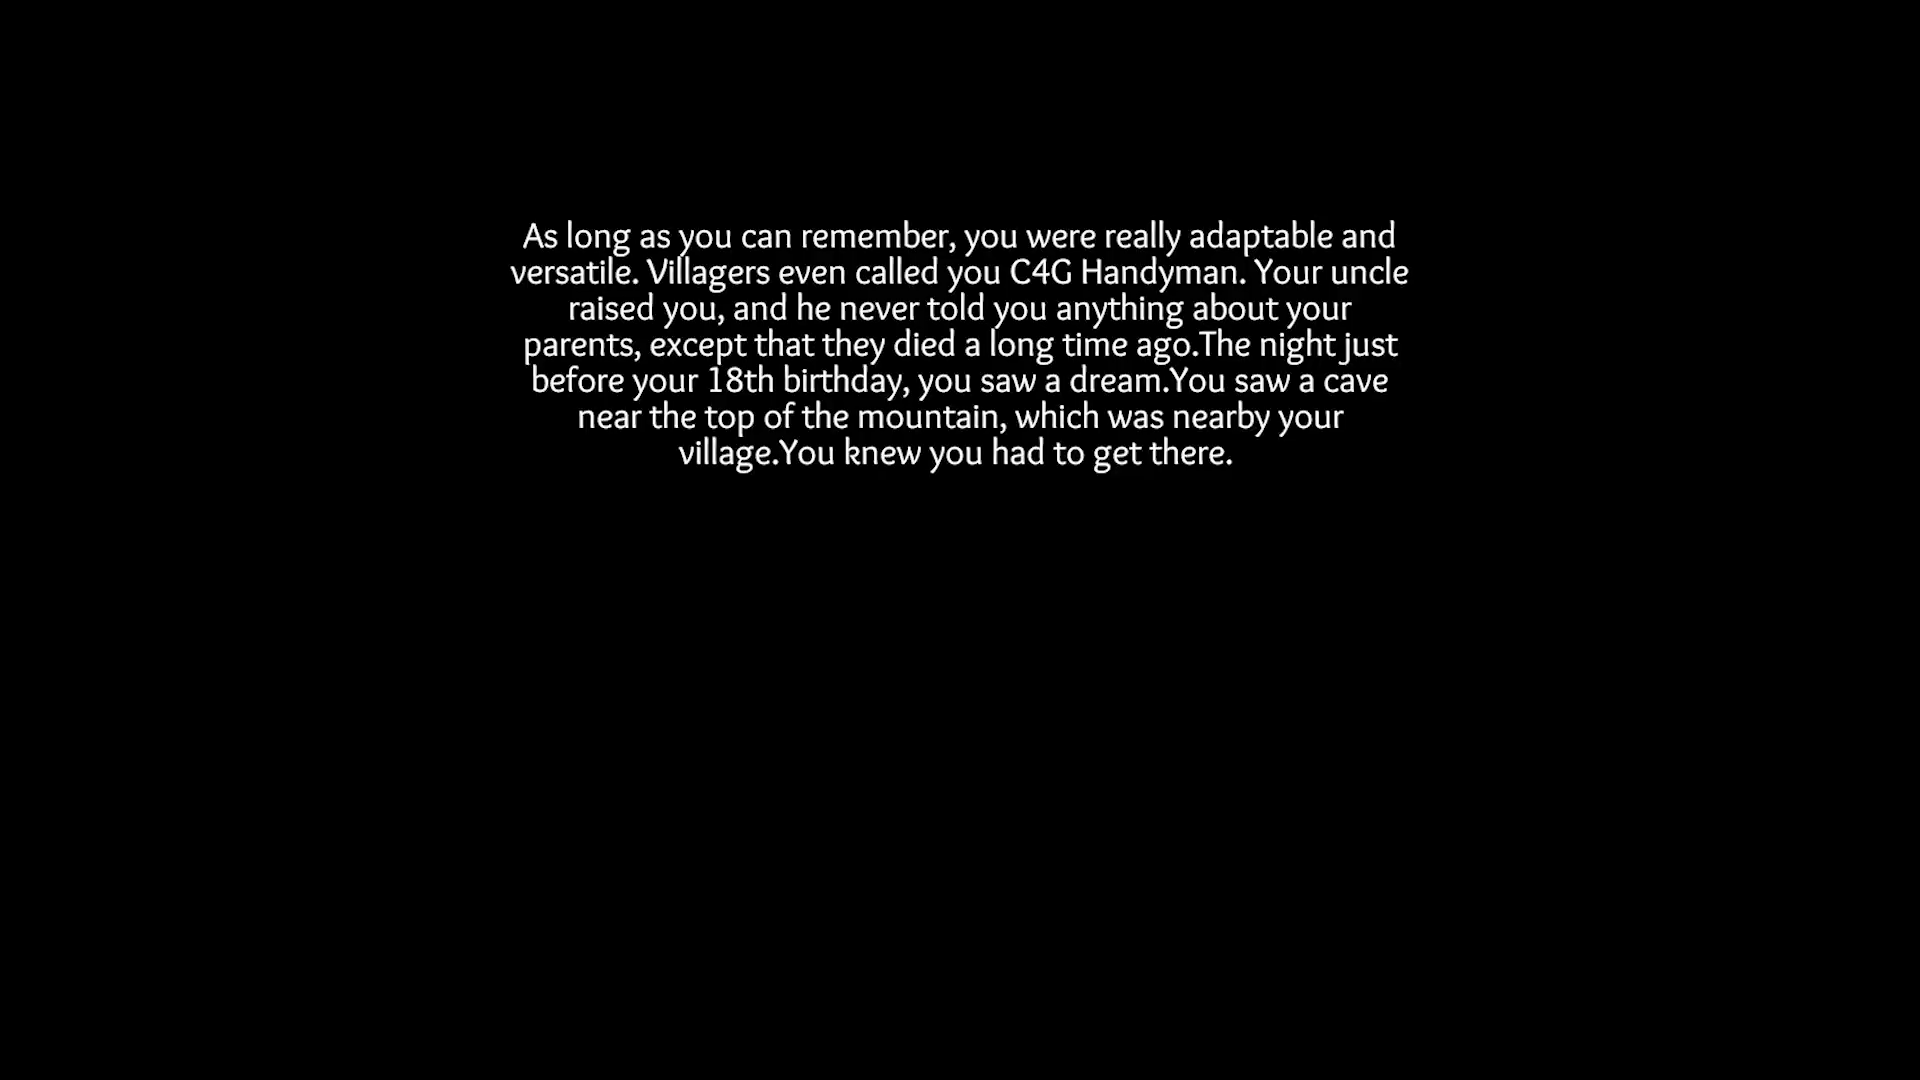 As long as you can remember, you were really adaptable and
versatile. Villagers even called you C4G Handyman. Your uncle
raised you, and he never told you anything about your
parents, except that they died a long time ago.The night just
before your 18th birthday, you saw a dream.You saw a cave
near the top of the mountain, which was nearby your
village.You knew you had to get there.